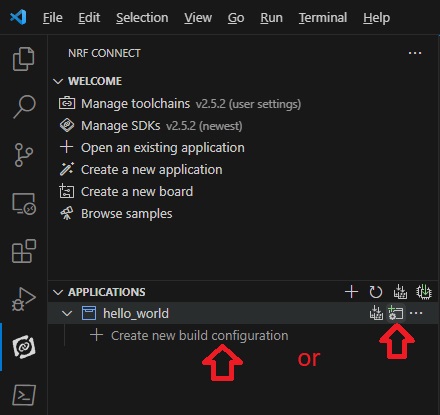 File Edit Selection View Go Run Terminal Help
NRF CONNECT
WELCOME
Manage toolchains v2.5.2 (user settings)
Manage SDKs v2.5.2 (newest)
Open an existing application
Create a new application
Create a new board
Browse samples
APPLICATIONS
hello_world
Create new build configuration
or